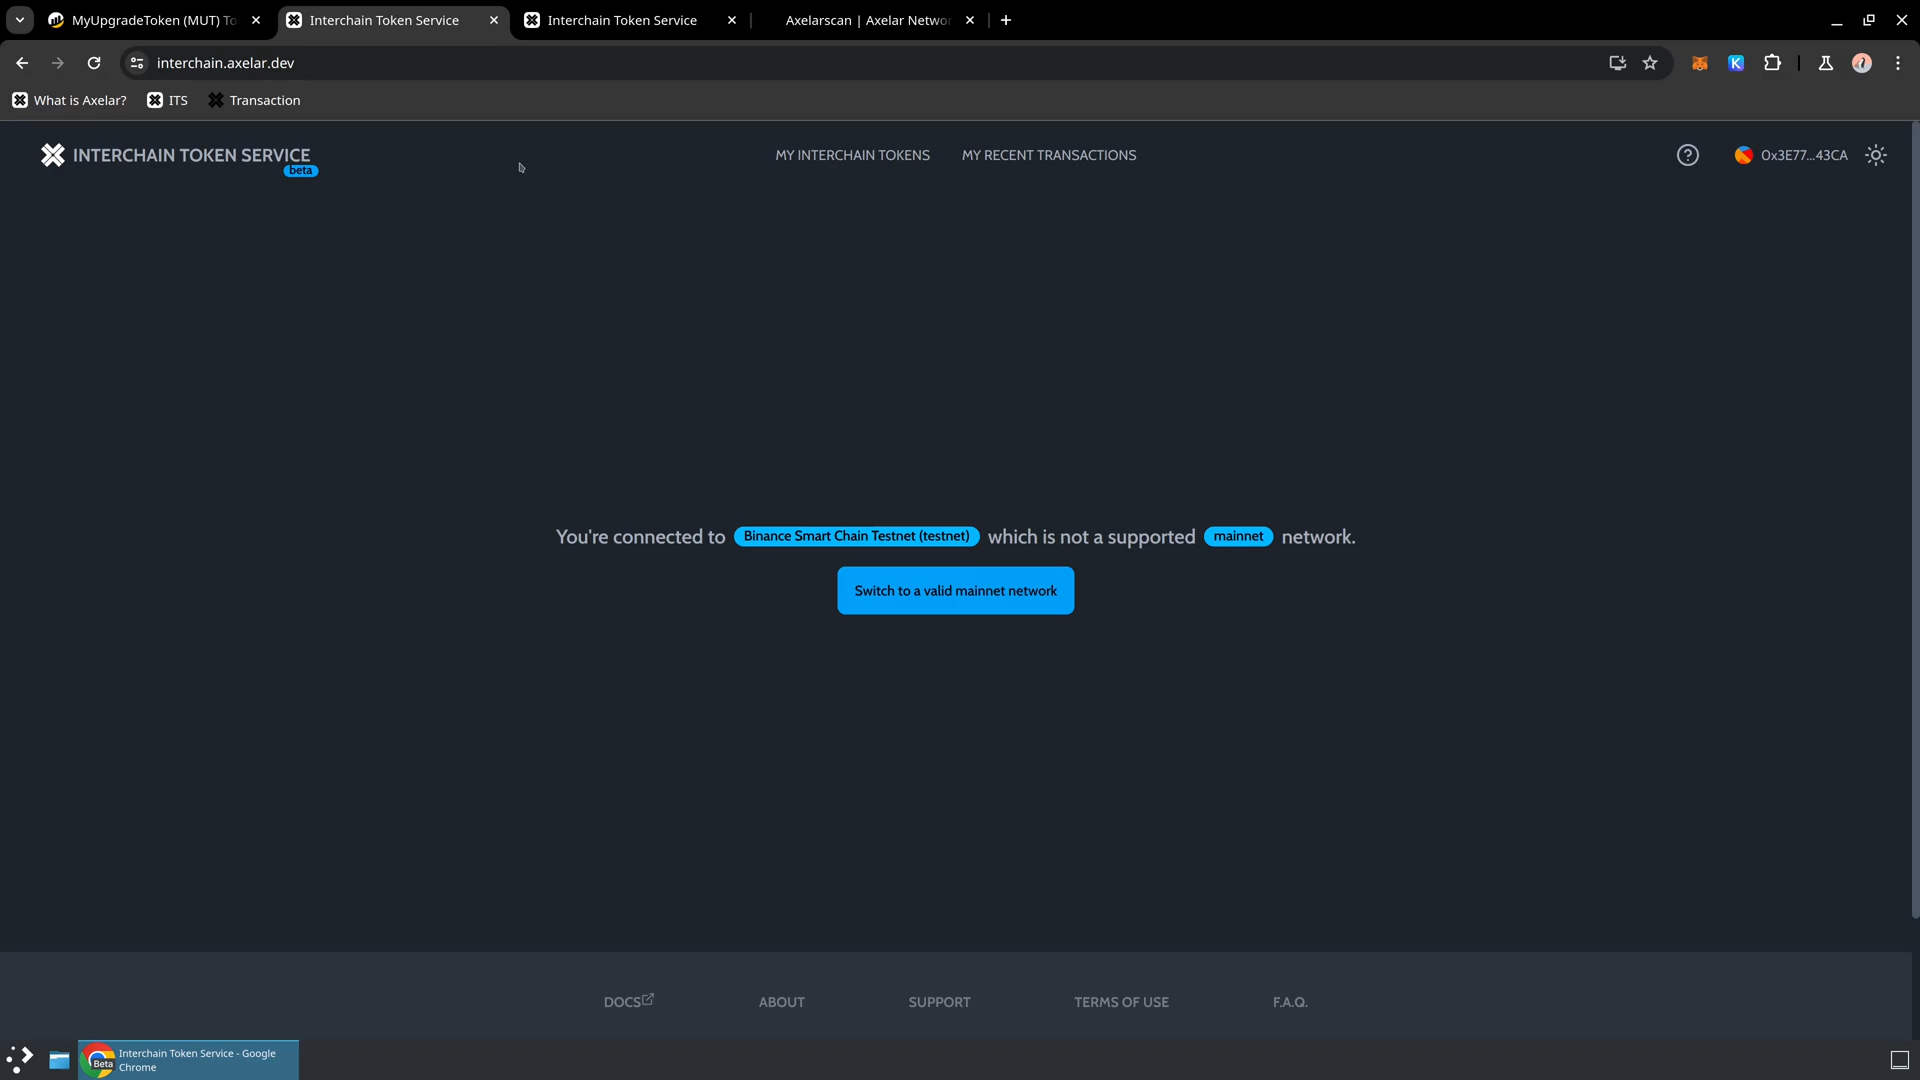 MyUpgradeToken (MUT) To
Interchain Token Service
Interchain Token Service
Axelarscan | Axelar Networ
interchain.axelar.dev
K
What is Axelar?
ITS
Transaction
INTERCHAIN TOKEN SERVICE
beta
MY INTERCHAIN TOKENS
MY RECENT TRANSACTIONS
0x3E77...43CA
You're connected to Binance Smart Chain Testnet (testnet) which is not a supported mainnet network.
Switch to a valid mainnet network
DOCS
ABOUT
SUPPORT
TERMS OF USE
F.A.Q.
Beta
Interchain Token Service - Google
Chrome